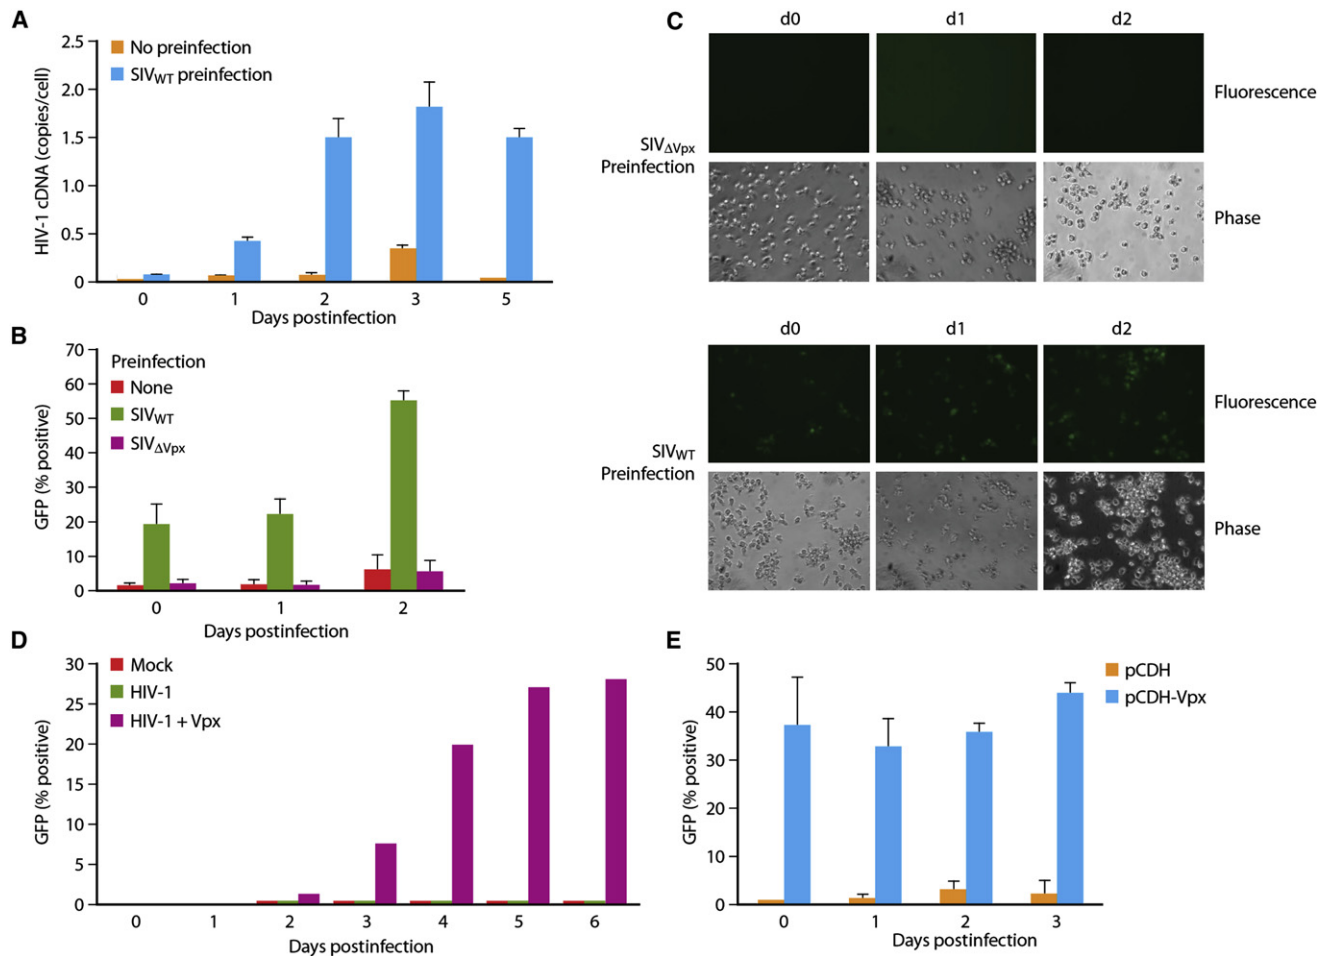 A
No preinfection
SIVWT preinfection
HIV-1 cDNA (copies/cell)
2.5
2.0
1.5
1.0
0.5
0
0 1 2 3 5
Days postinfection
B
Preinfection
None
SIVWT
SIVΔVpx
GFP (% positive)
70
60
50
40
30
20
10
0
0 1 2
Days postinfection
C
d0 d1 d2
SIVΔVpx
Preinfection
Fluorescence
Phase
d0 d1 d2
SIVWT
Preinfection
Fluorescence
Phase
D
Mock
HIV-1
HIV-1 + Vpx
GFP (% positive)
30
25
20
15
10
5
0
0 1 2 3 4 5 6
Days postinfection
E
pCDH
pCDH-Vpx
GFP (% positive)
50
40
30
20
10
0
0 1 2 3
Days postinfection